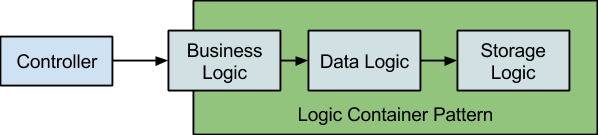 Controller
Business
Logic
Data Logic
Storage
Logic
Logic Container Pattern